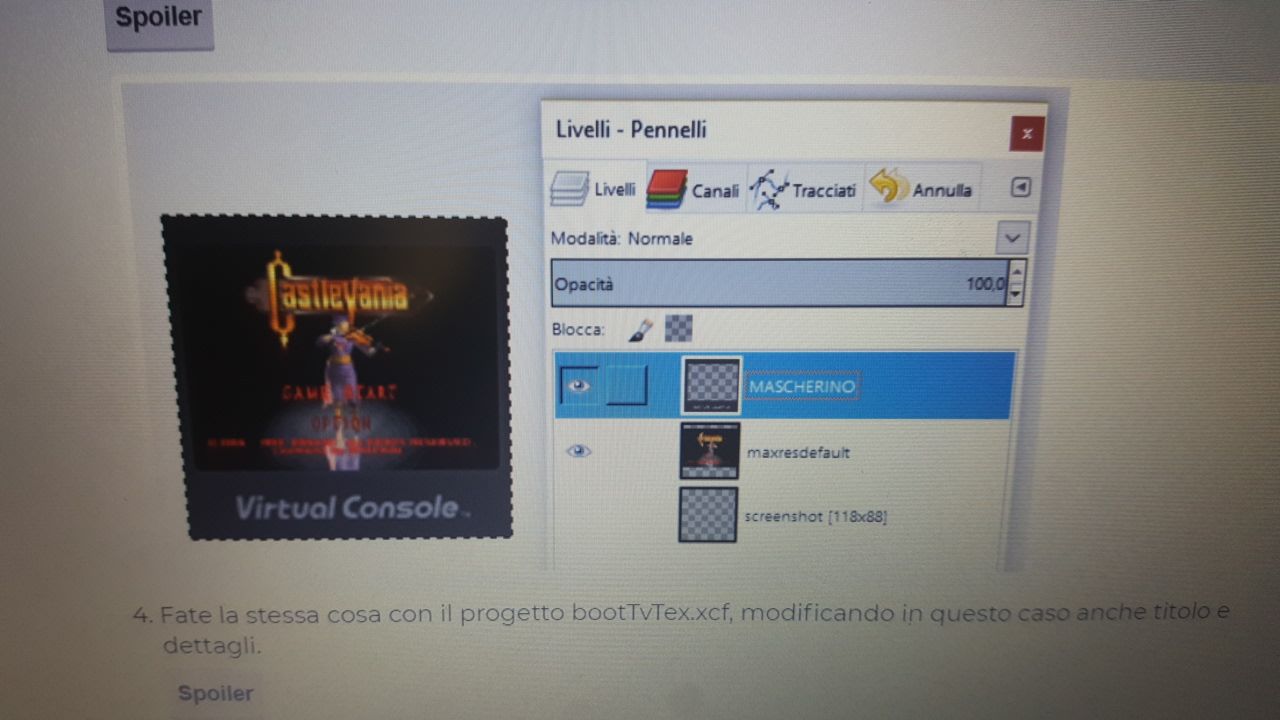 Spoiler
Livelli - Pennelli
x
Livelli
Canali
Tracciati
Annulla
Modalità: Normale
Opacità
100,0
Blocca:
MASCHERINO
maxresdefault
screenshot [118x88]
Castlevania
GAME START
OPTION
Virtual Console
4. Fate la stessa cosa con il progetto bootTvTex.xcf, modificando in questo caso anche titolo e
dettagli.
Spoiler